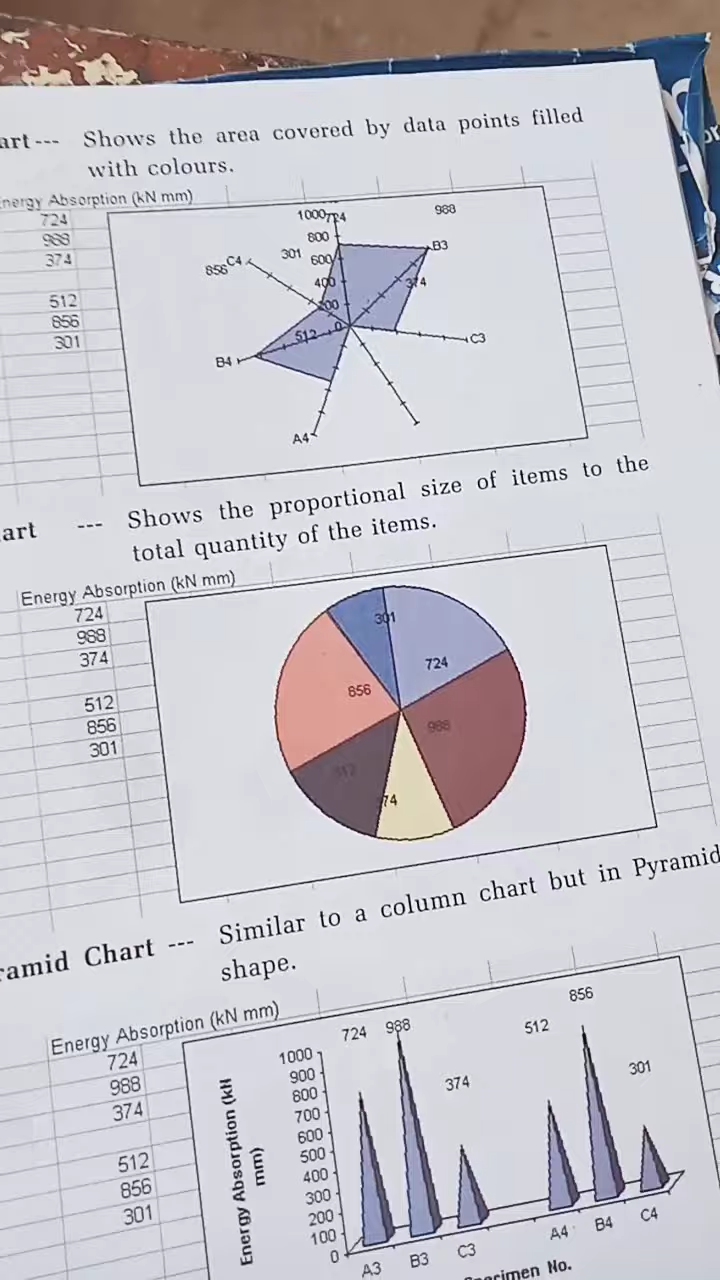 art --- Shows the area covered by data points filled
with colours.
Energy Absorption (kN mm)
724
988
374
512
856
301
1000
724
988
800
B3
301
600
C4
856
400
374
200
512
0
C3
B4
A4
art --- Shows the proportional size of items to the
total quantity of the items.
Energy Absorption (kN mm)
724
988
374
512
856
301
301
724
856
988
512
74
ramid Chart --- Similar to a column chart but in Pyramid
shape.
Energy Absorption (kN mm)
724
988
374
512
856
301
856
724 988 512
374 301
Energy Absorption (kN
mm)
1000
900
800
700
600
500
400
300
200
100
0
A3 B3 C3 A4 B4 C4
pecimen No.